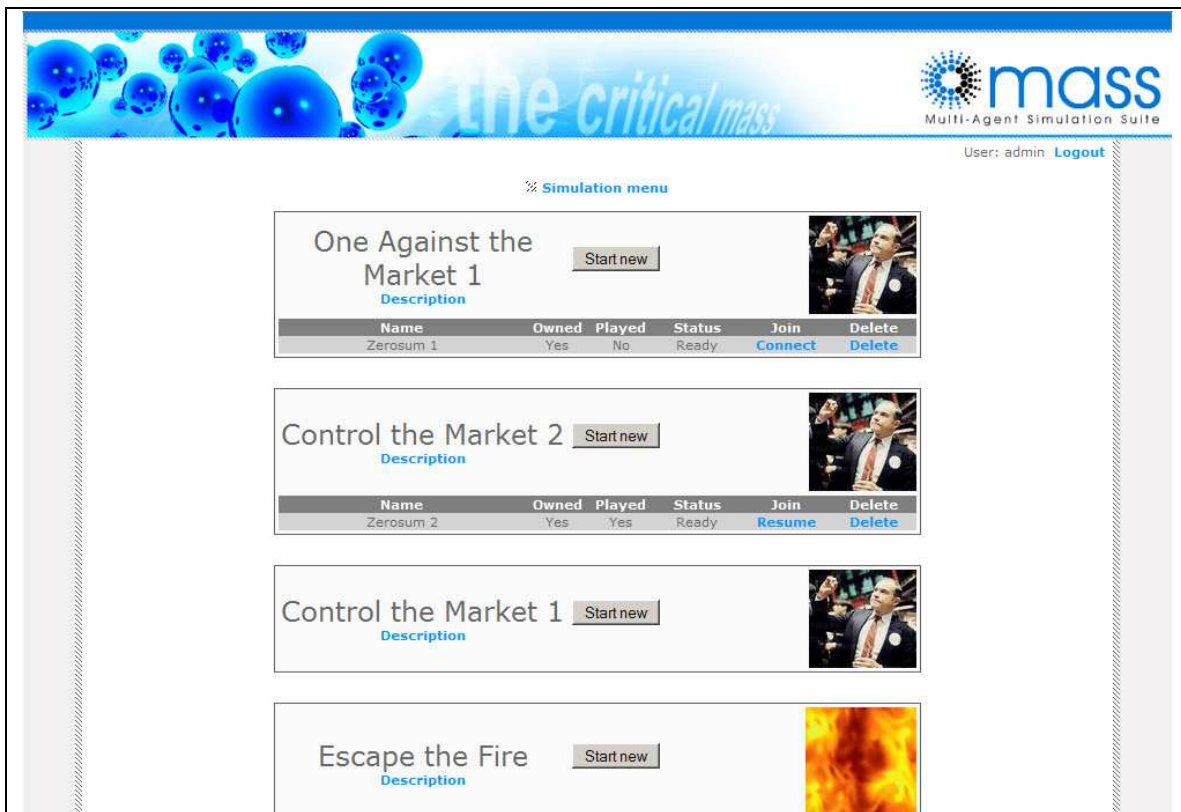 the critical mass
mass
Multi-Agent Simulation Suite
User: admin Logout
Simulation menu
One Against the
Market 1
Start new
Description
Name Owned Played Status Join Delete
Zerosum 1 Yes No Ready Connect Delete
Control the Market 2 Start new
Description
Name Owned Played Status Join Delete
Zerosum 2 Yes Yes Ready Resume Delete
Control the Market 1 Start new
Description
Escape the Fire Start new
Description